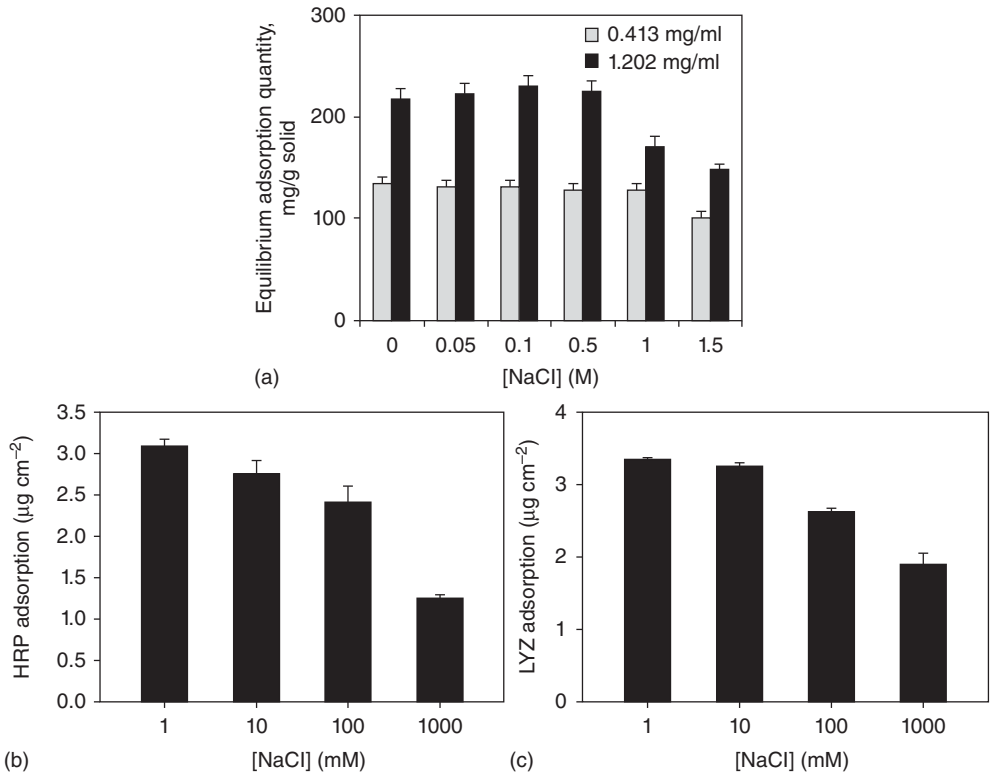 Equilibrium adsorption quantity,
mg/g solid
300
200
100
0
0.413 mg/ml
1.202 mg/ml
0 0.05 0.1 0.5 1 1.5
[NaCl] (M)
(a)
HRP adsorption (μg cm−2)
3.5
3.0
2.5
2.0
1.5
1.0
0.5
0.0
1 10 100 1000
[NaCl] (mM)
(b)
LYZ adsorption (μg cm−2)
4
3
2
1
0
1 10 100 1000
[NaCl] (mM)
(c)